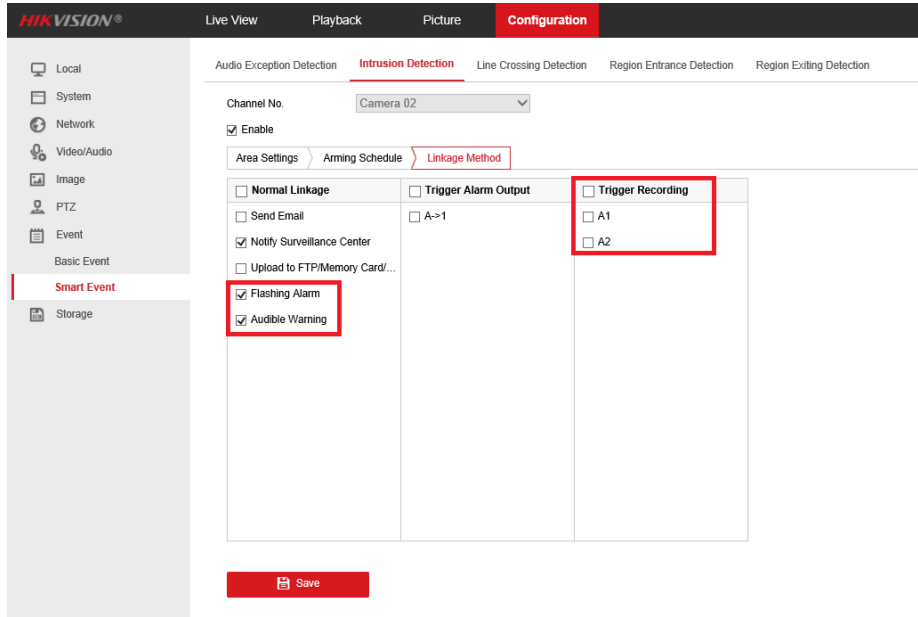 HIKVISION® Live View Playback Picture Configuration
Local
System
Network
Video/Audio
Image
PTZ
Event
Basic Event
Smart Event
Storage
Audio Exception Detection Intrusion Detection Line Crossing Detection Region Entrance Detection Region Exiting Detection
Channel No. Camera 02
Enable
Area Settings Arming Schedule Linkage Method
Normal Linkage Trigger Alarm Output Trigger Recording
Send Email A->1 A1
Notify Surveillance Center A2
Upload to FTP/Memory Card/...
Flashing Alarm
Audible Warning
Save